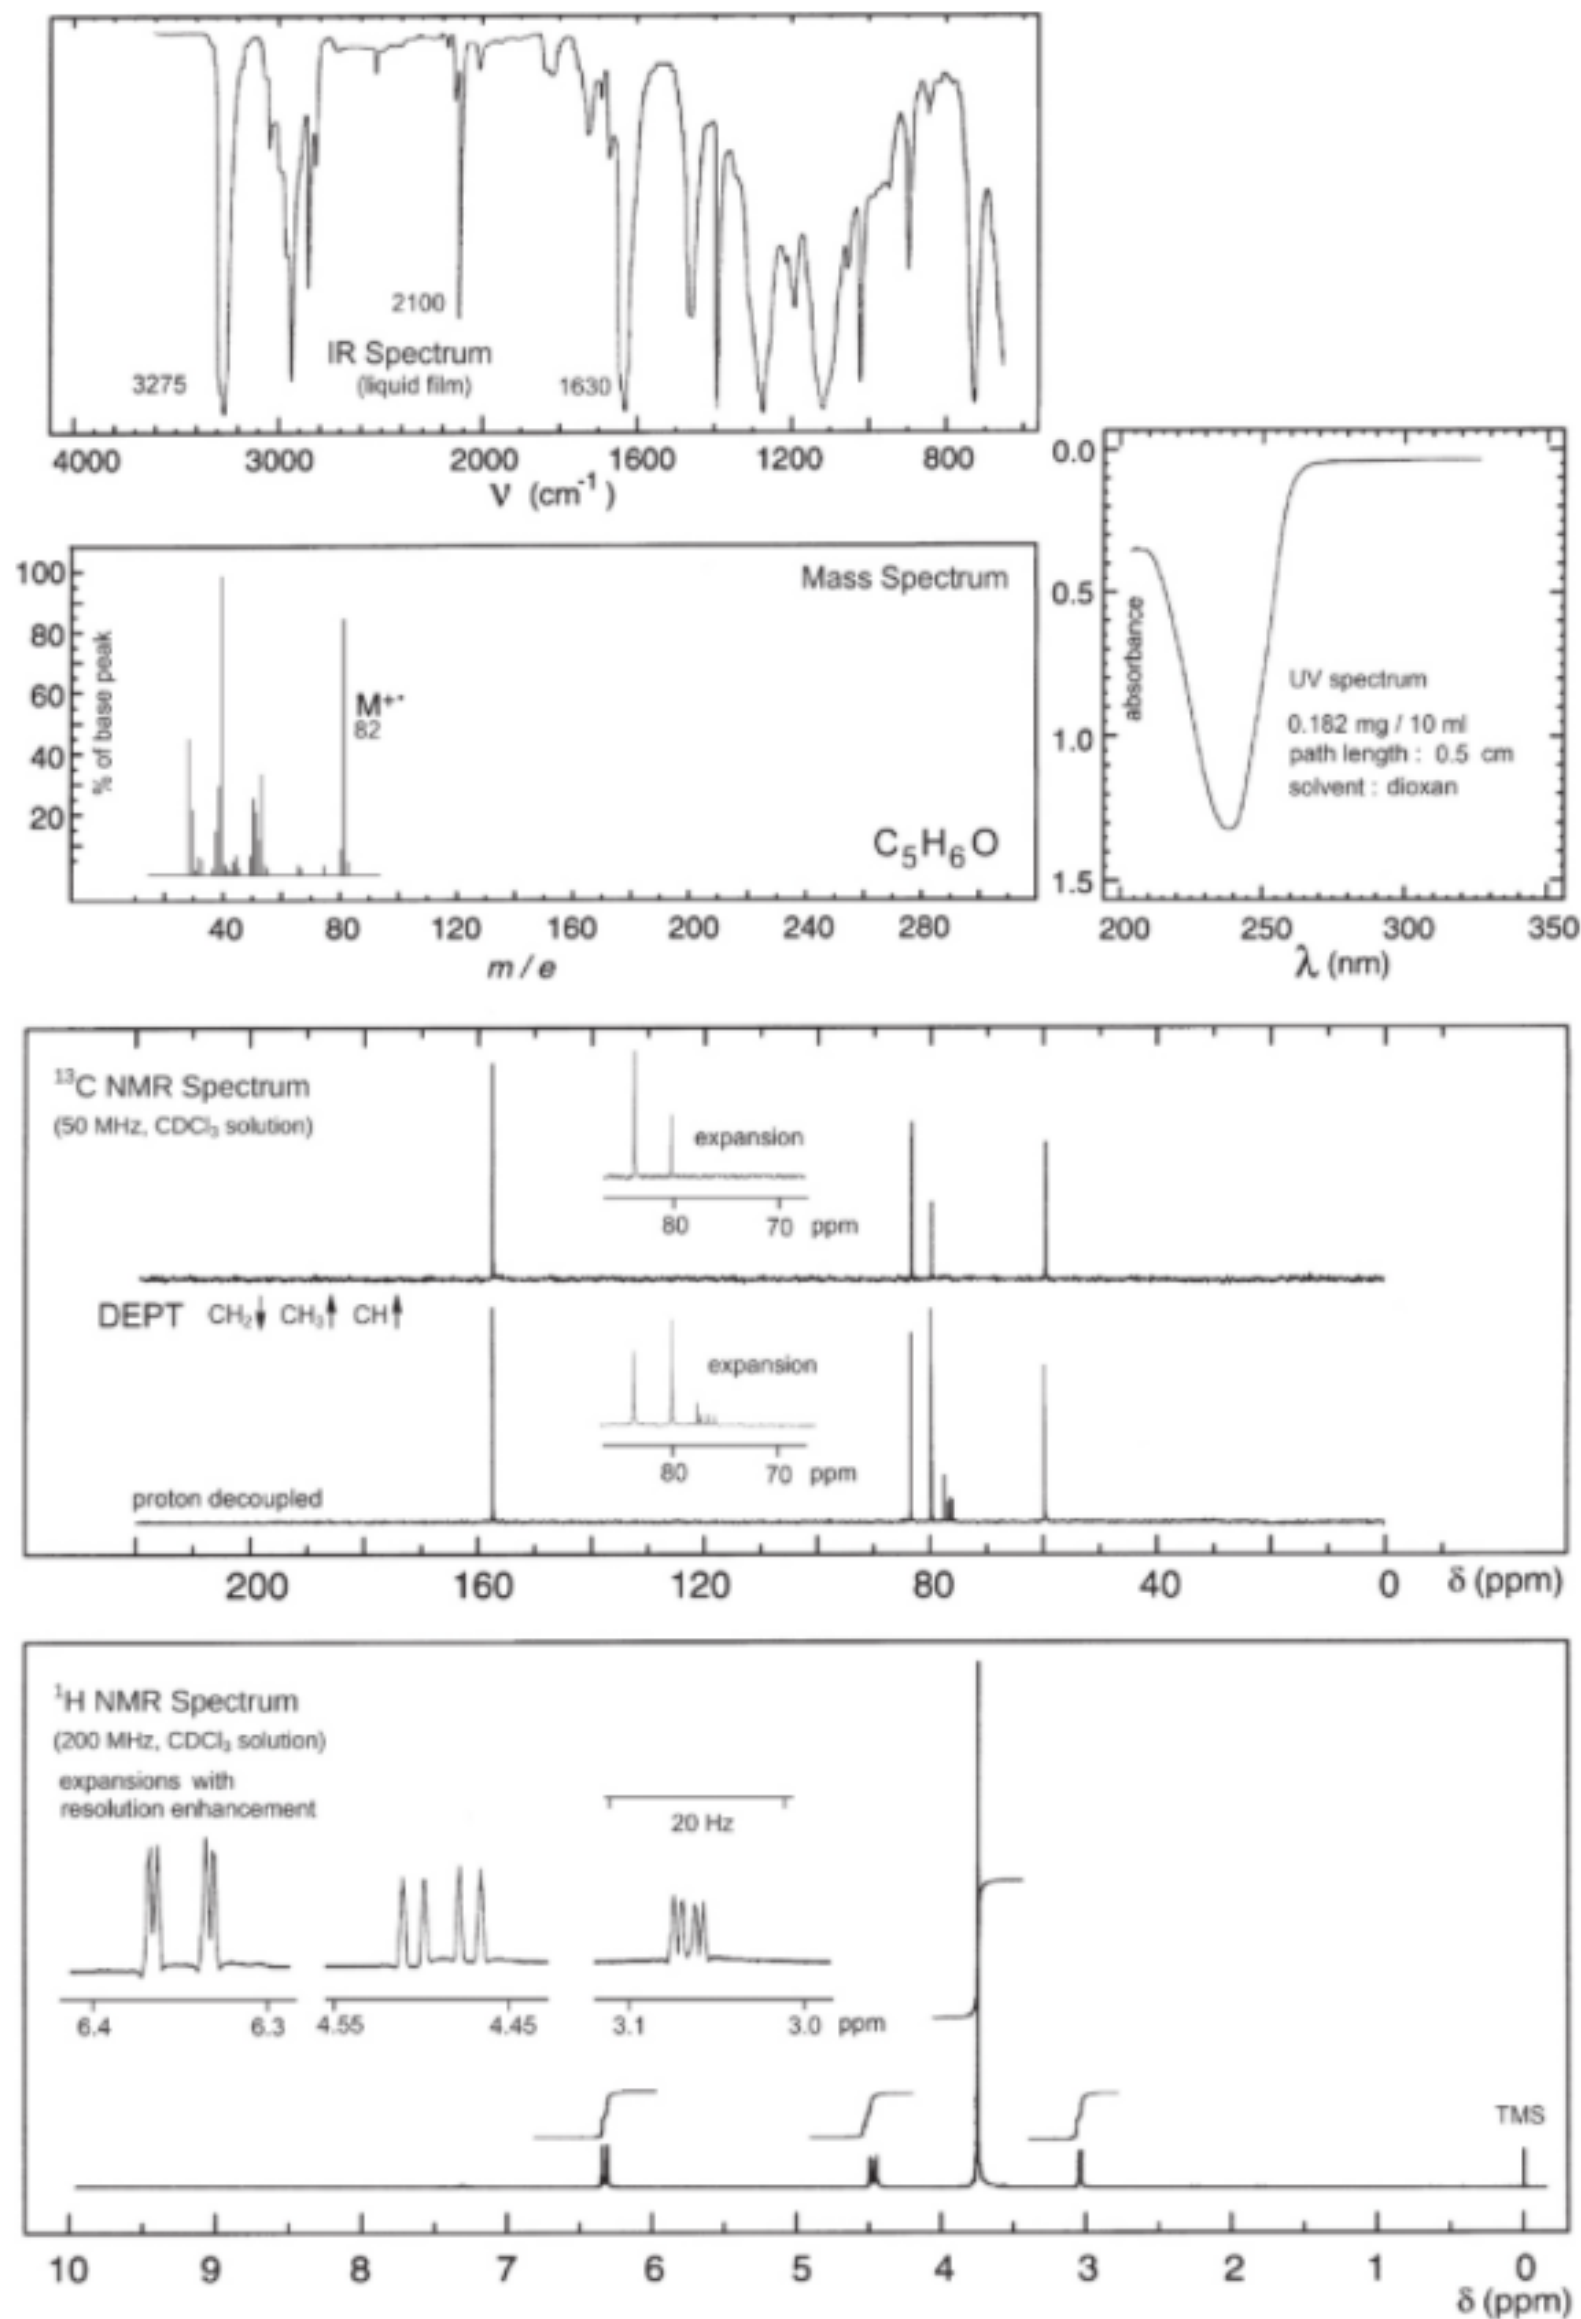 2100
IR Spectrum
(liquid film)
3275
1630
4000 3000 2000 1600 1200 800
ν (cm-1)
100
80
60
40
20
% of base peak
Mass Spectrum
M+·
82
C5H6O
40 80 120 160 200 240 280
m / e
0.0
0.5
1.0
1.5
absorbance
UV spectrum
0.182 mg / 10 ml
path length : 0.5 cm
solvent : dioxan
200 250 300 350
λ (nm)
13C NMR Spectrum
(50 MHz, CDCl3 solution)
expansion
80 70 ppm
DEPT CH2↓ CH3↑ CH↑
expansion
80 70 ppm
proton decoupled
200 160 120 80 40 0 δ (ppm)
1H NMR Spectrum
(200 MHz, CDCl3 solution)
expansions with
resolution enhancement
20 Hz
6.4 6.3 4.55 4.45 3.1 3.0 ppm
TMS
10 9 8 7 6 5 4 3 2 1 0
δ (ppm)